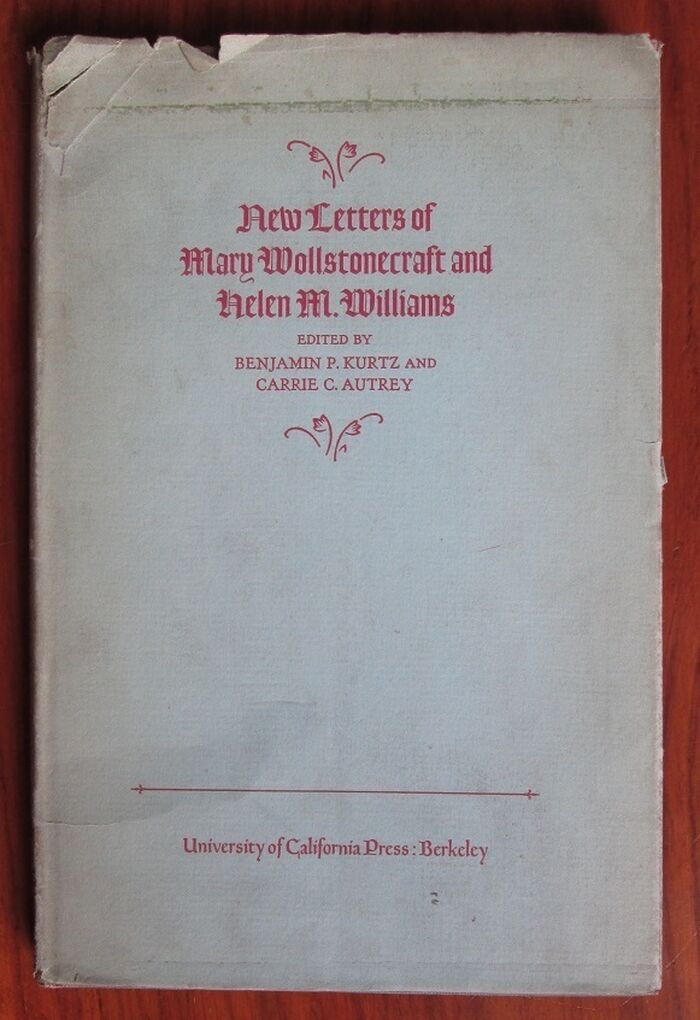 New Letters of
Mary Wollstonecraft and
Helen M. Williams
EDITED BY
BENJAMIN P. KURTZ AND
CARRIE C. AUTREY
University of California Press : Berkeley